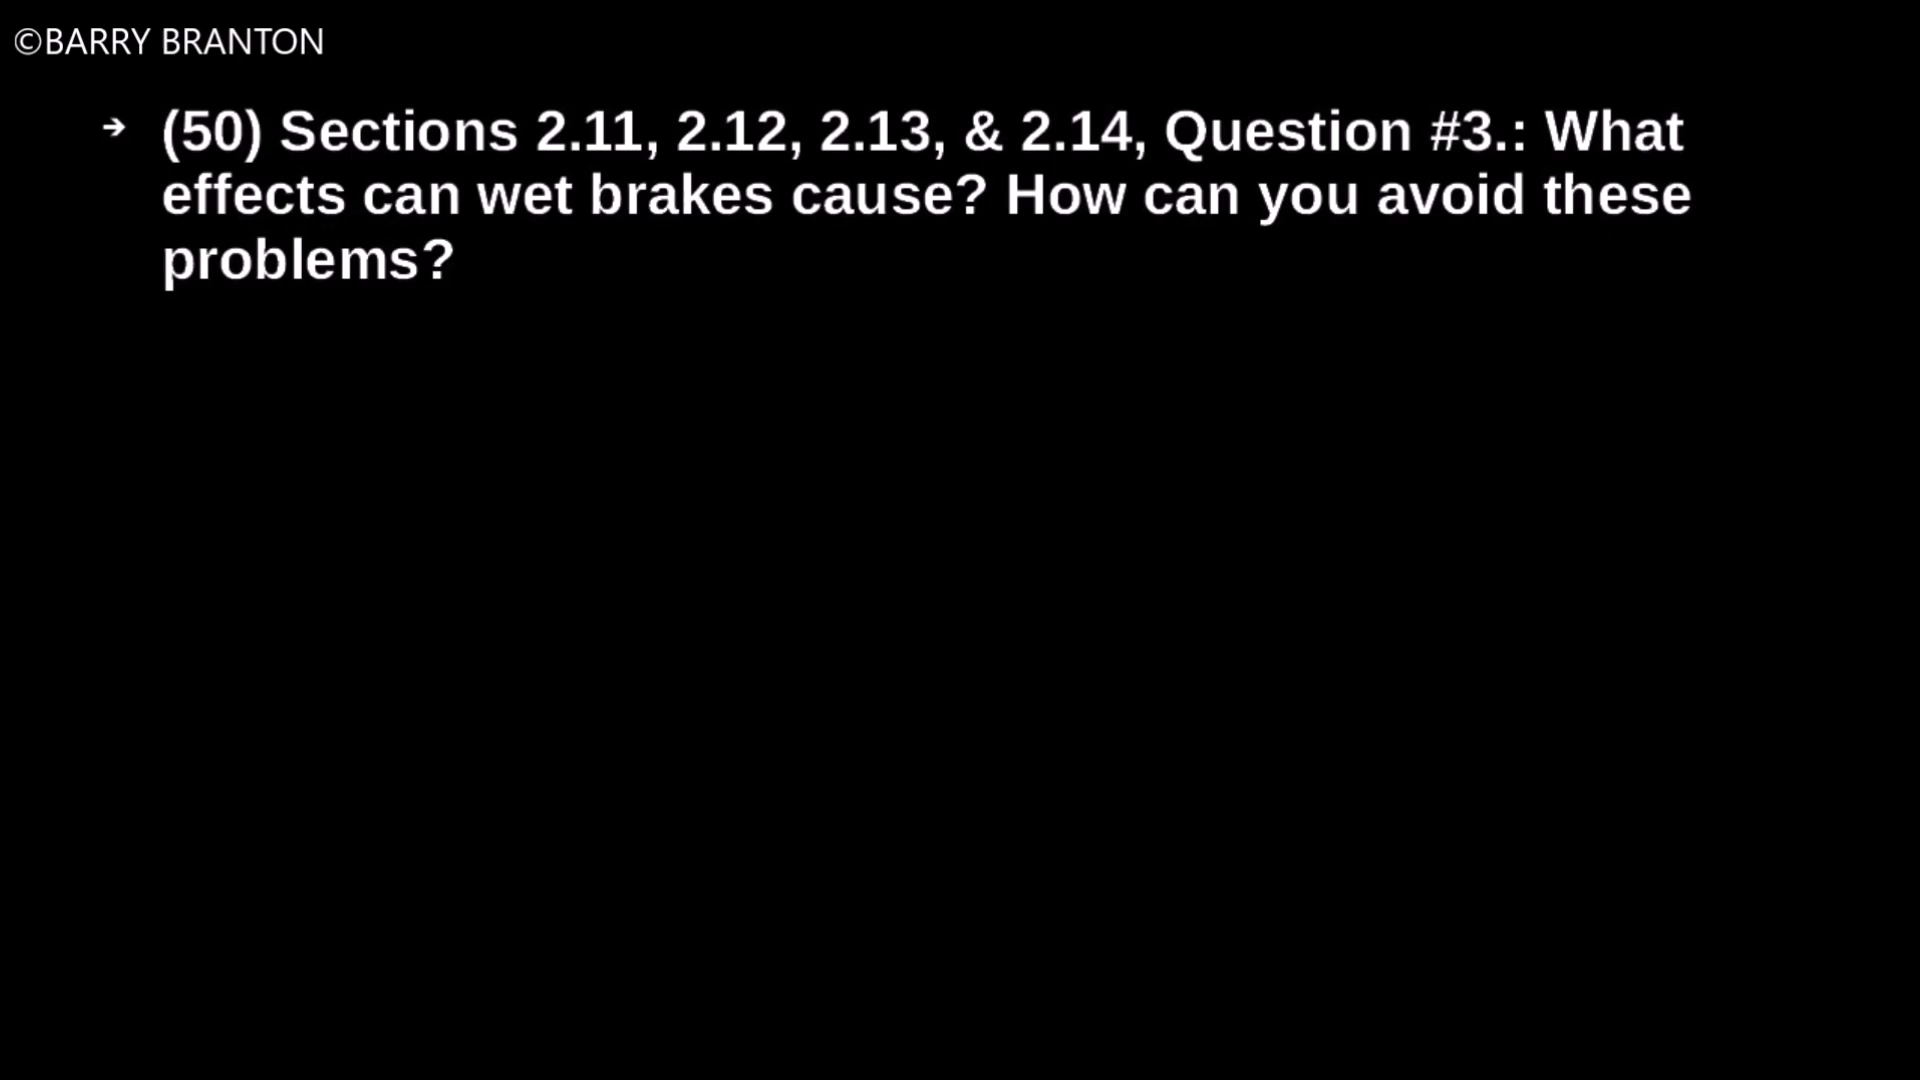 ©BARRY BRANTON
➔ (50) Sections 2.11, 2.12, 2.13, & 2.14, Question #3.: What
effects can wet brakes cause? How can you avoid these
problems?